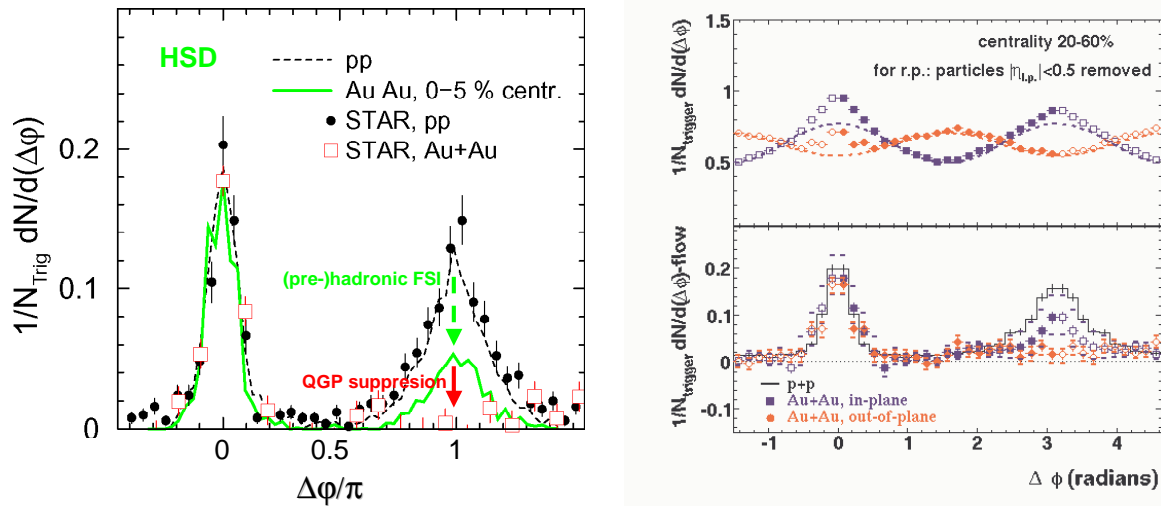 HSD
pp
Au Au, 0−5 % centr.
STAR, pp
STAR, Au+Au
(pre-)hadronic FSI
QGP suppresion
1/N_Trig dN/d(Δφ)
0.2
0.1
0
0
0.5
1
Δφ/π
centrality 20-60%
for r.p.: particles |η_l.p.|<0.5 removed
1/N_trigger dN/d(Δφ)
1.5
1
0.5
1/N_trigger dN/d(Δφ)-flow
0.2
0.1
0
-0.1
p+p
Au+Au, in-plane
Au+Au, out-of-plane
-1
0
1
2
3
4
Δ φ (radians)